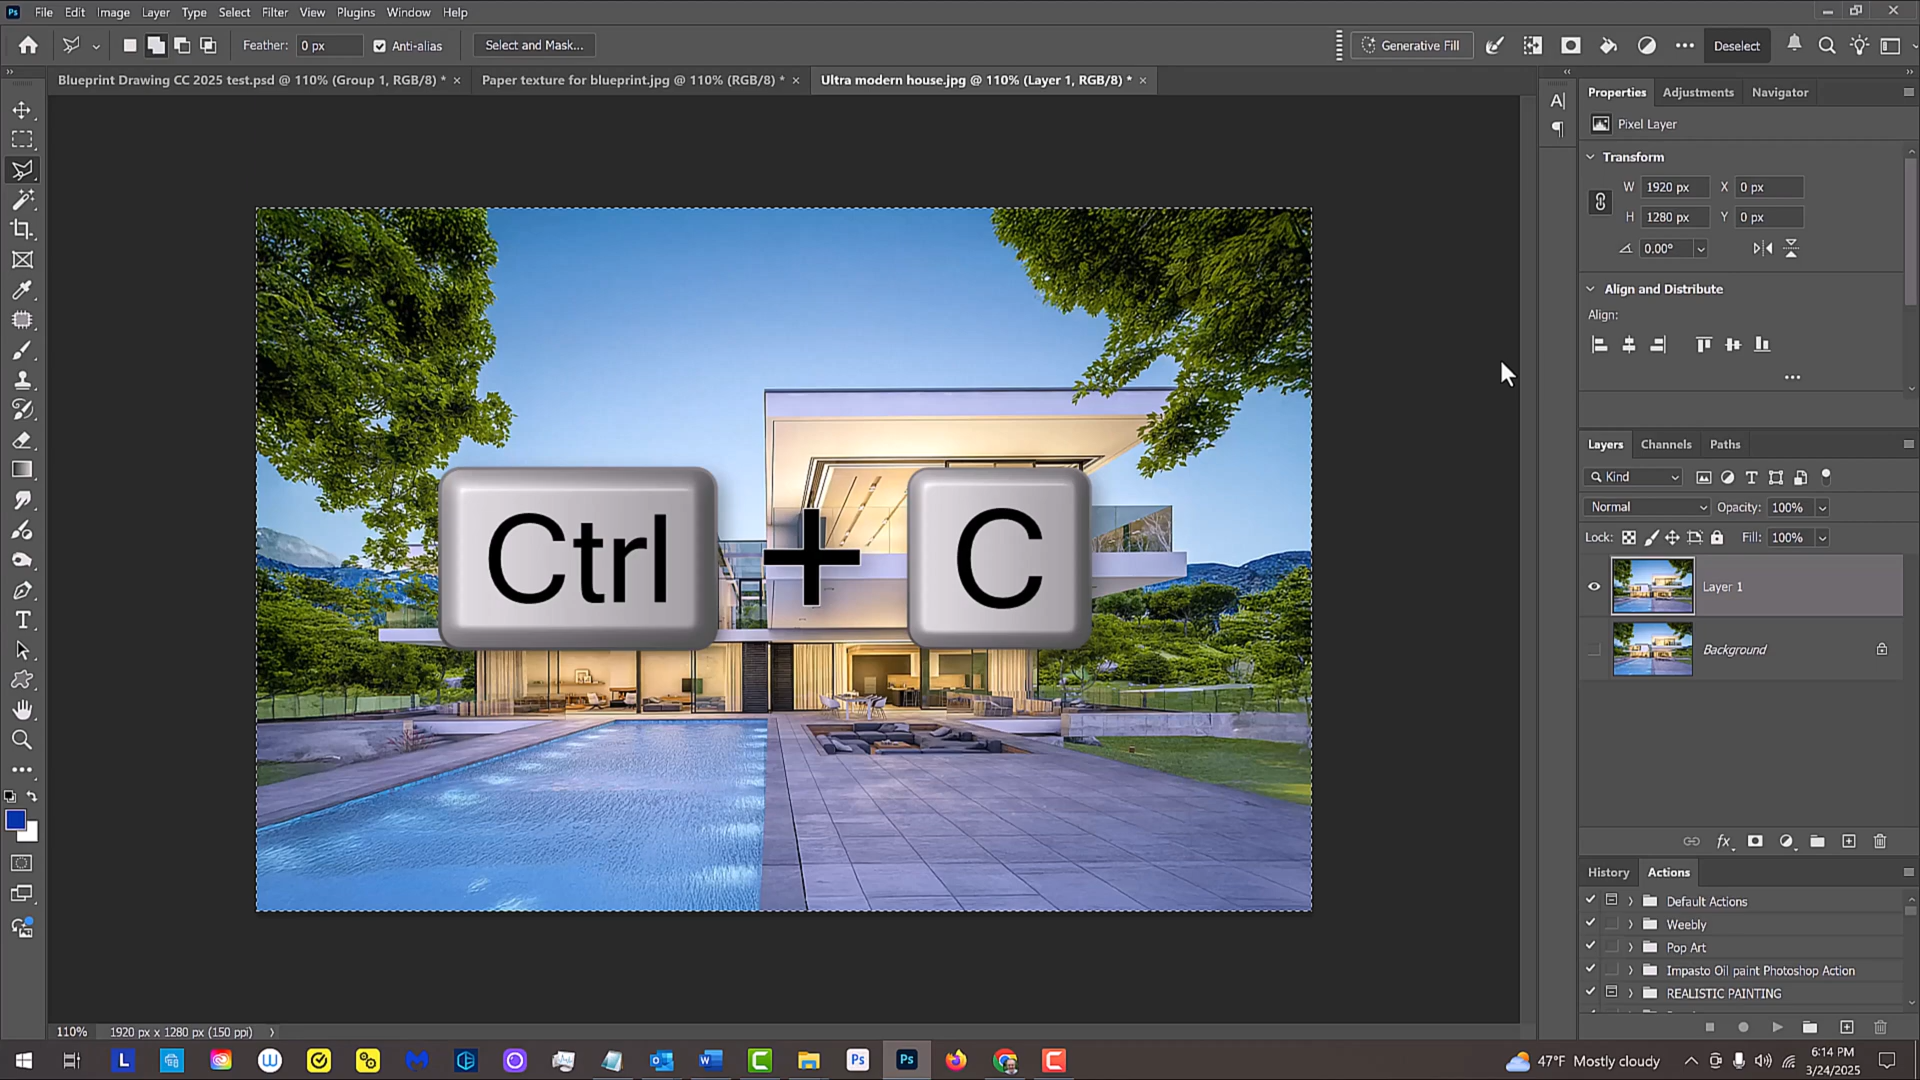 Ps File Edit Image Layer Type Select Filter 3D View Plugins Window Help
Feather: 0 px Anti-alias Select and Mask... Generative Fill Deselect
Blueprint Drawing CC 2025 test.psd @ 110% (Group 1, RGB/8) * × Paper texture for blueprint.jpg @ 110% (RGB/8) * × Ultra modern house.jpg @ 110% (Layer 1, RGB/8) * ×
Properties Adjustments Navigator
Pixel Layer
Transform
W 1920 px X 0 px
H 1280 px Y 0 px
0.00°
Align and Distribute
Align:
Ctrl + C
Layers Channels Paths
Kind
Normal Opacity: 100%
Lock: Fill: 100%
Layer 1
Background
fx
History Actions
Default Actions
Weebly
Pop Art
Impasto Oil paint Photoshop Action
REALISTIC PAINTING
110% 1920 px x 1280 px (150 ppi)
47°F Mostly cloudy
6:14 PM
3/24/2025